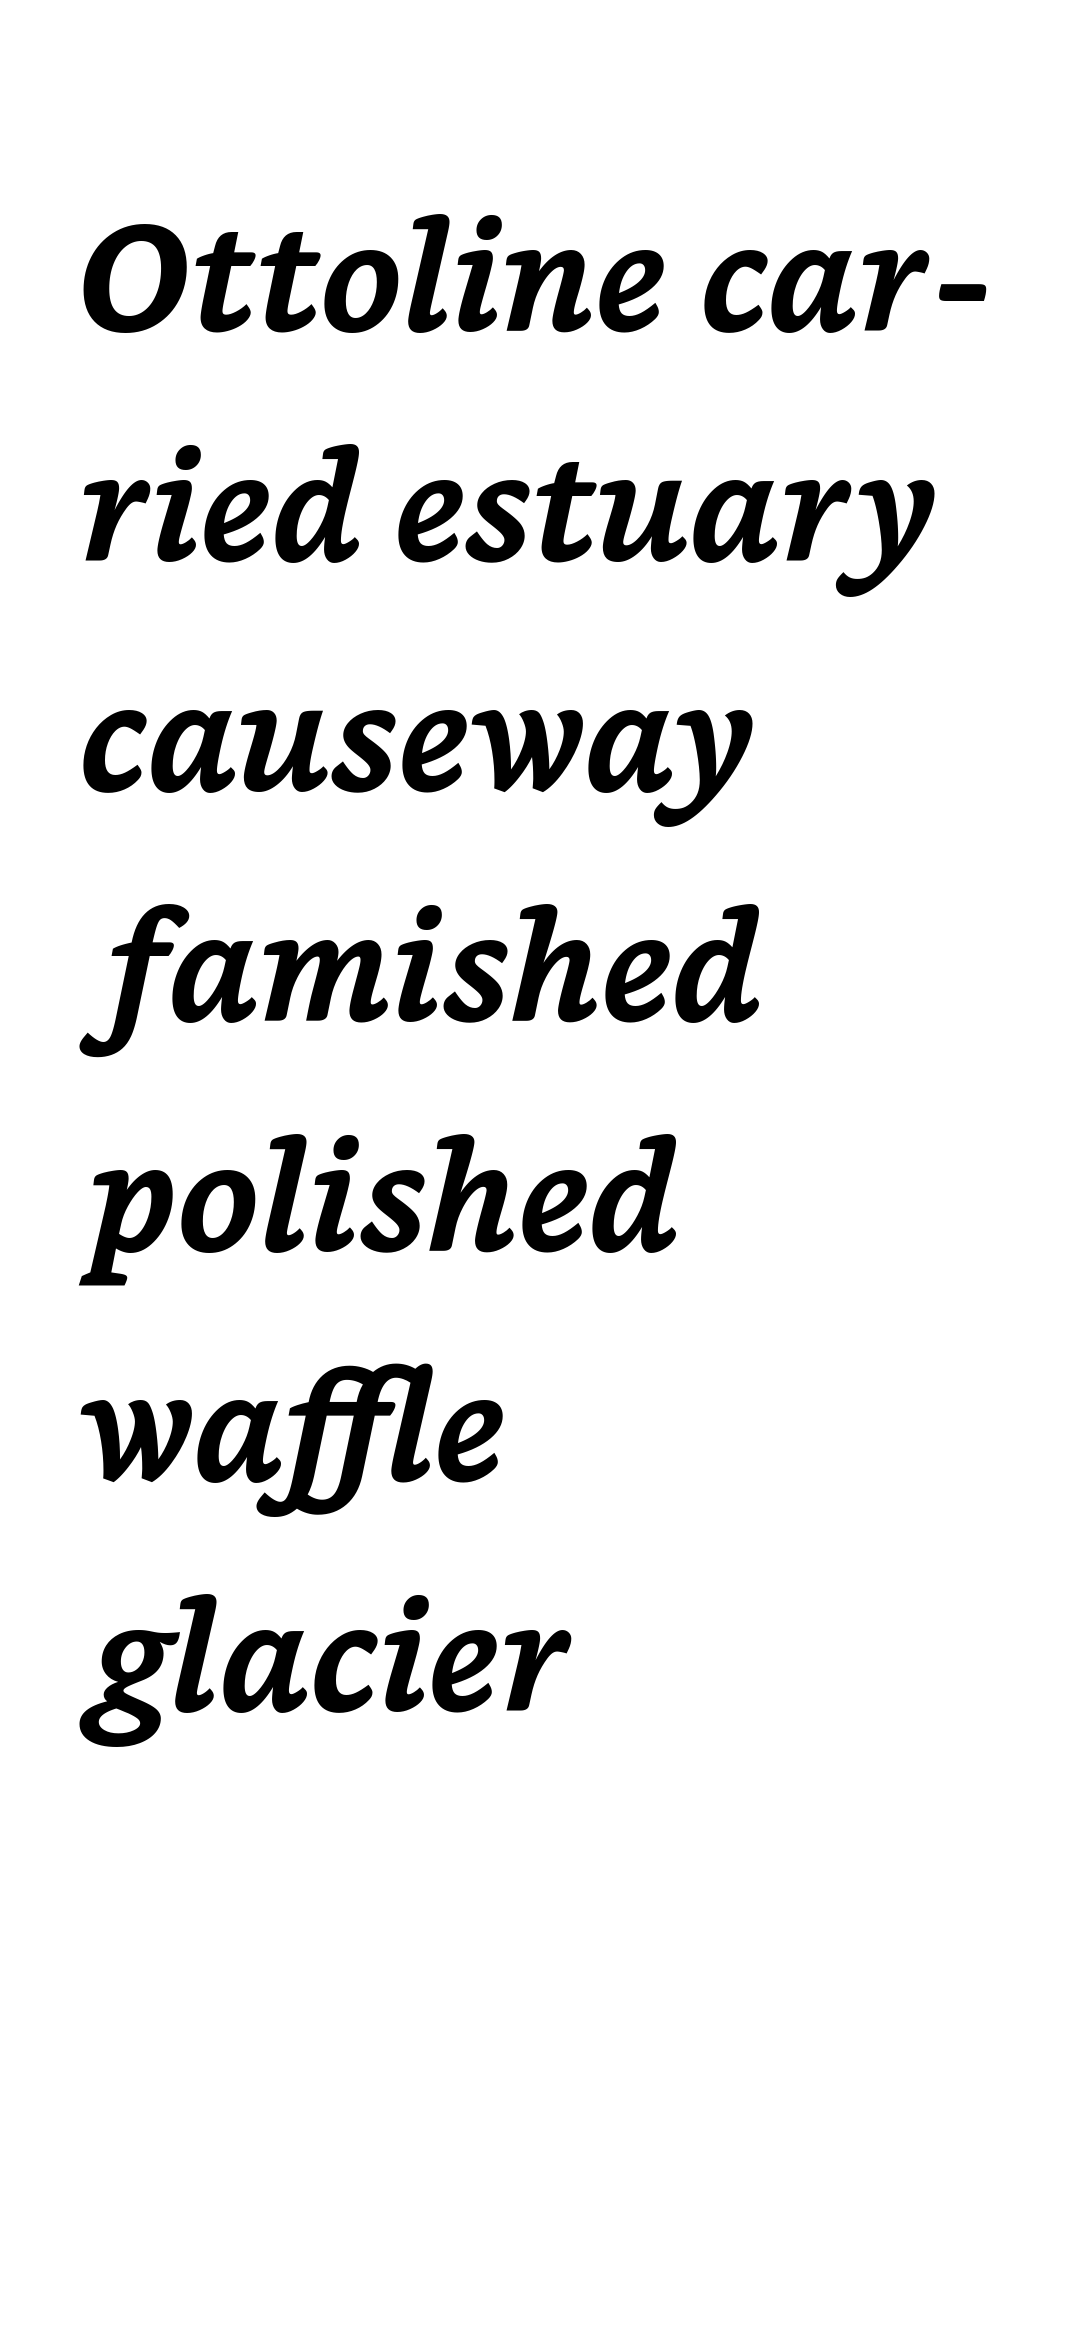 Ottoline car-
ried estuary
causeway
famished
polished
waffle
glacier